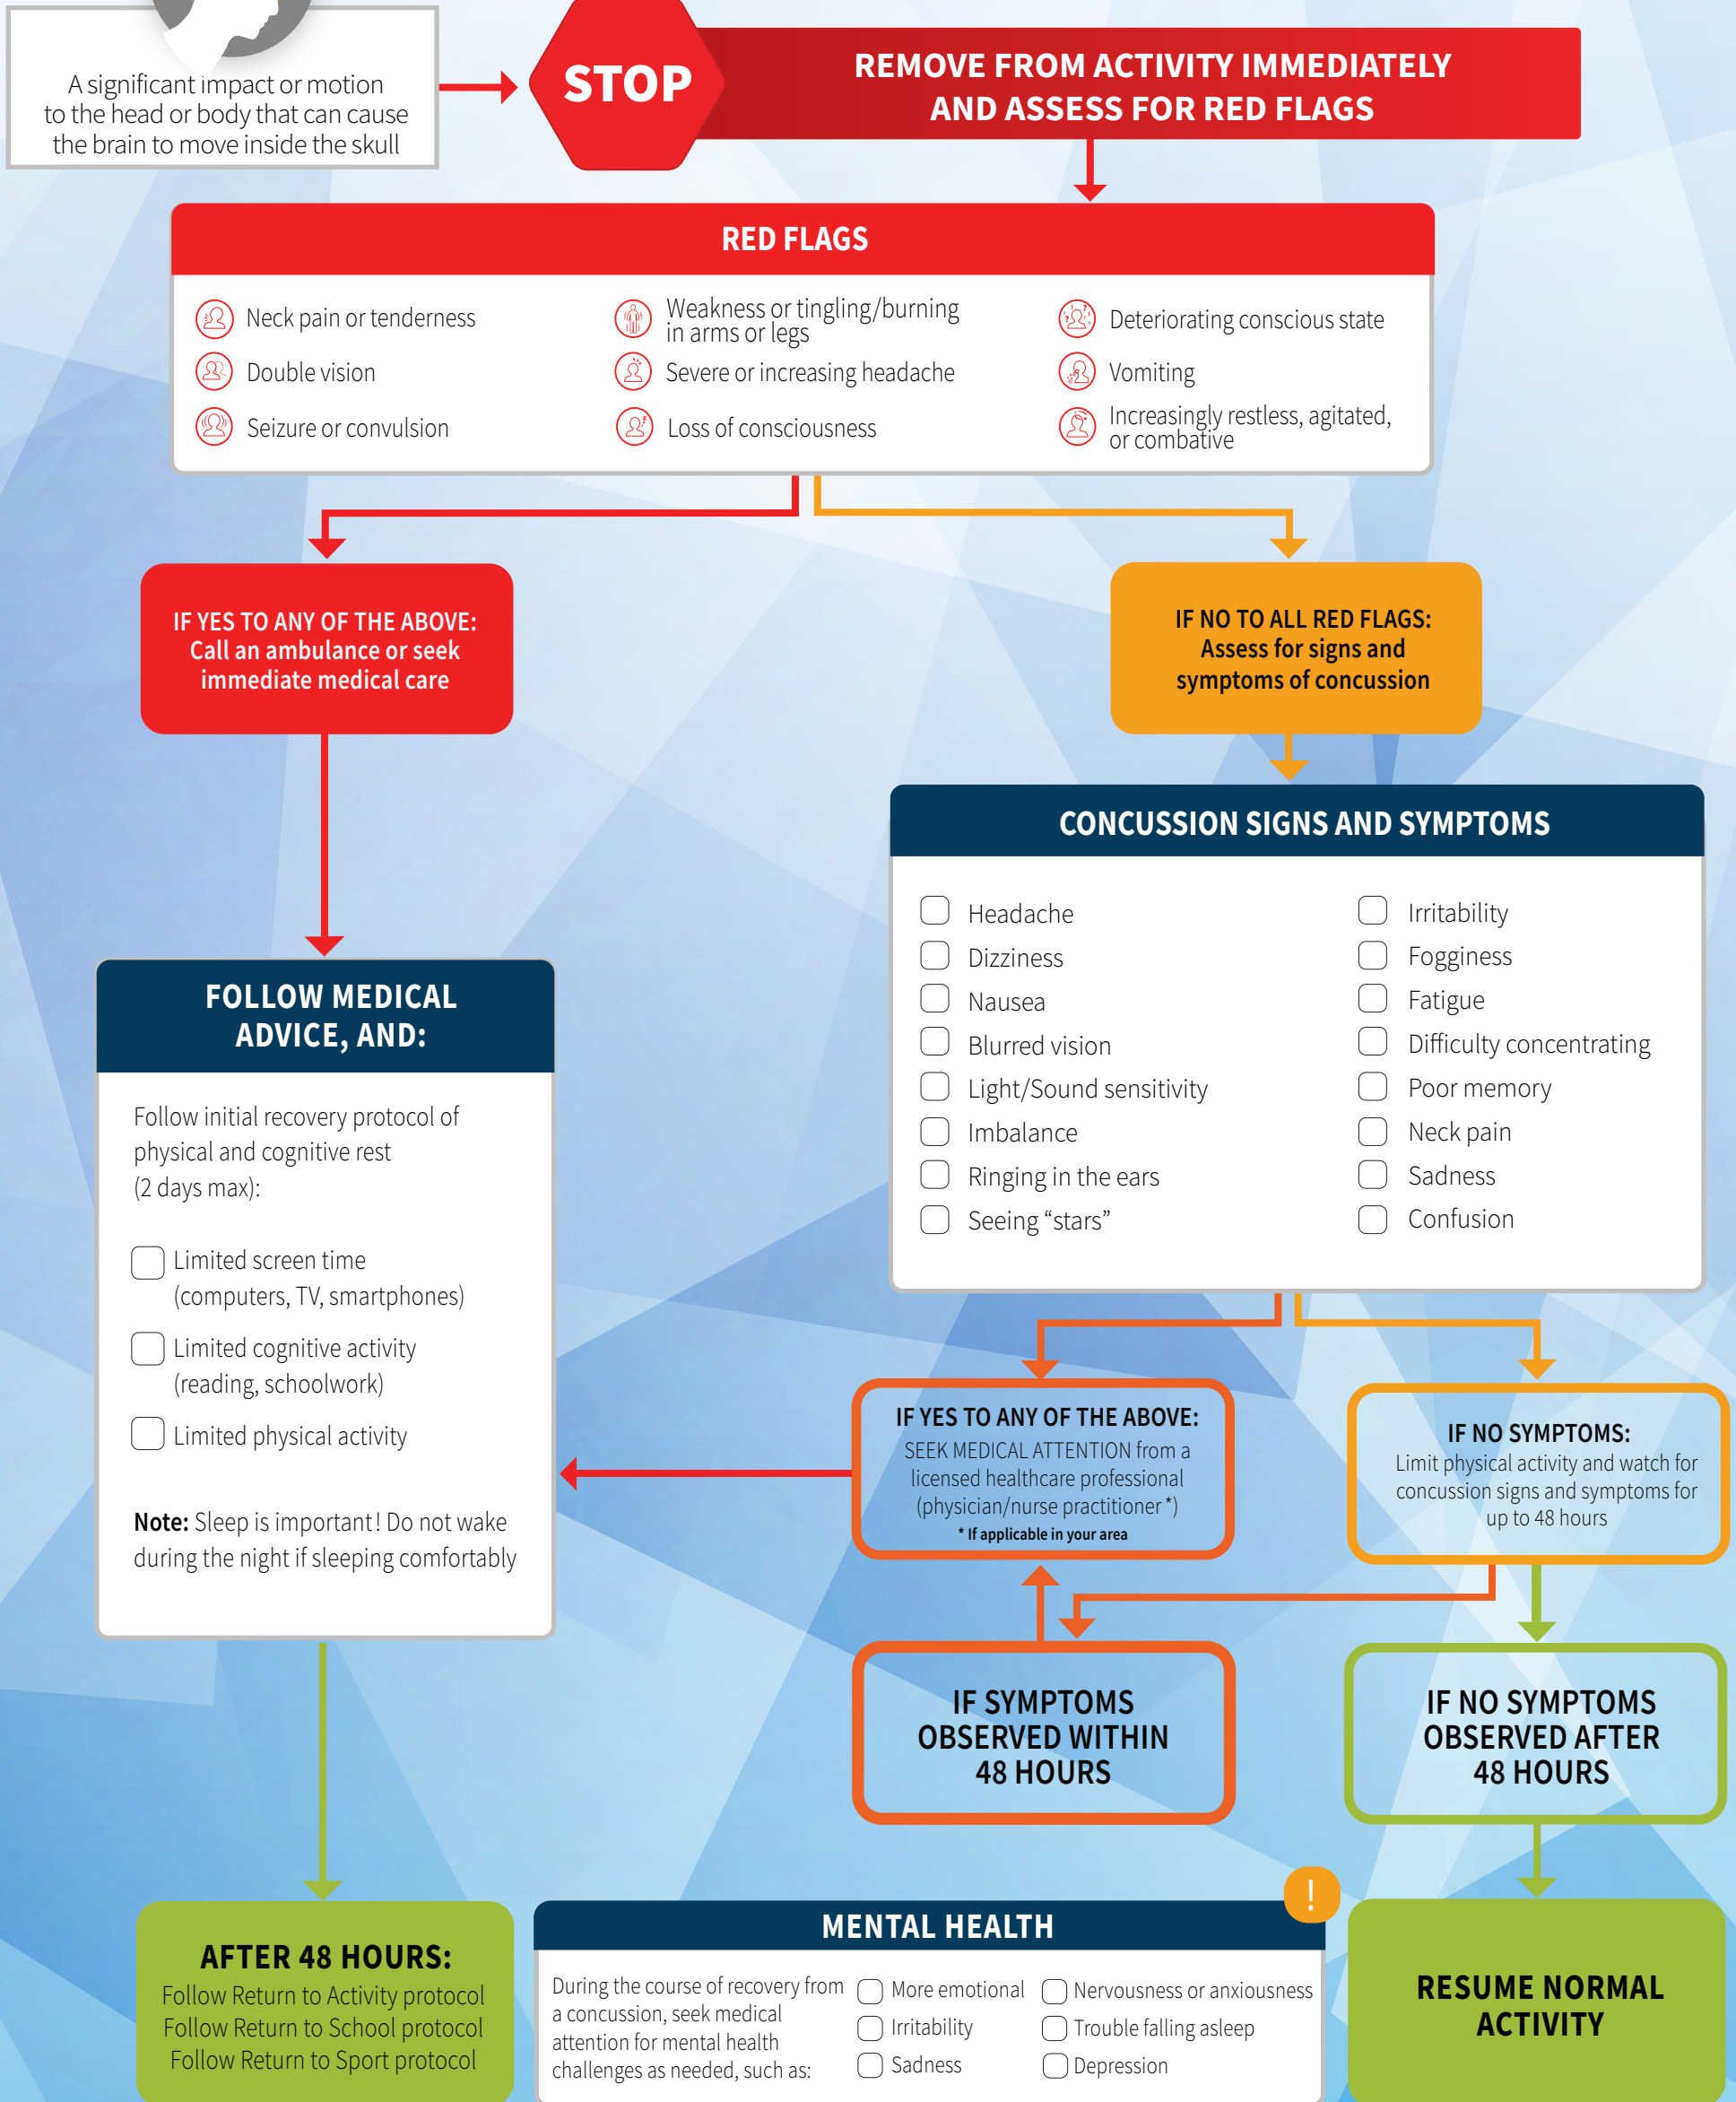 A significant impact or motion
to the head or body that can cause
the brain to move inside the skull
STOP
REMOVE FROM ACTIVITY IMMEDIATELY
AND ASSESS FOR RED FLAGS
RED FLAGS
Neck pain or tenderness
Double vision
Seizure or convulsion
Weakness or tingling/burning
in arms or legs
Severe or increasing headache
Loss of consciousness
Deteriorating conscious state
Vomiting
Increasingly restless, agitated,
or combative
IF YES TO ANY OF THE ABOVE:
Call an ambulance or seek
immediate medical care
IF NO TO ALL RED FLAGS:
Assess for signs and
symptoms of concussion
CONCUSSION SIGNS AND SYMPTOMS
Headache
Dizziness
Nausea
Blurred vision
Light/Sound sensitivity
Imbalance
Ringing in the ears
Seeing “stars”
Irritability
Fogginess
Fatigue
Difficulty concentrating
Poor memory
Neck pain
Sadness
Confusion
FOLLOW MEDICAL
ADVICE, AND:
Follow initial recovery protocol of
physical and cognitive rest
(2 days max):
Limited screen time
(computers, TV, smartphones)
Limited cognitive activity
(reading, schoolwork)
Limited physical activity
Note: Sleep is important! Do not wake
during the night if sleeping comfortably
IF YES TO ANY OF THE ABOVE:
SEEK MEDICAL ATTENTION from a
licensed healthcare professional
(physician/nurse practitioner*)
* If applicable in your area
IF NO SYMPTOMS:
Limit physical activity and watch for
concussion signs and symptoms for
up to 48 hours
IF SYMPTOMS
OBSERVED WITHIN
48 HOURS
IF NO SYMPTOMS
OBSERVED AFTER
48 HOURS
AFTER 48 HOURS:
Follow Return to Activity protocol
Follow Return to School protocol
Follow Return to Sport protocol
!
MENTAL HEALTH
During the course of recovery from
a concussion, seek medical
attention for mental health
challenges as needed, such as:
More emotional
Irritability
Sadness
Nervousness or anxiousness
Trouble falling asleep
Depression
RESUME NORMAL
ACTIVITY